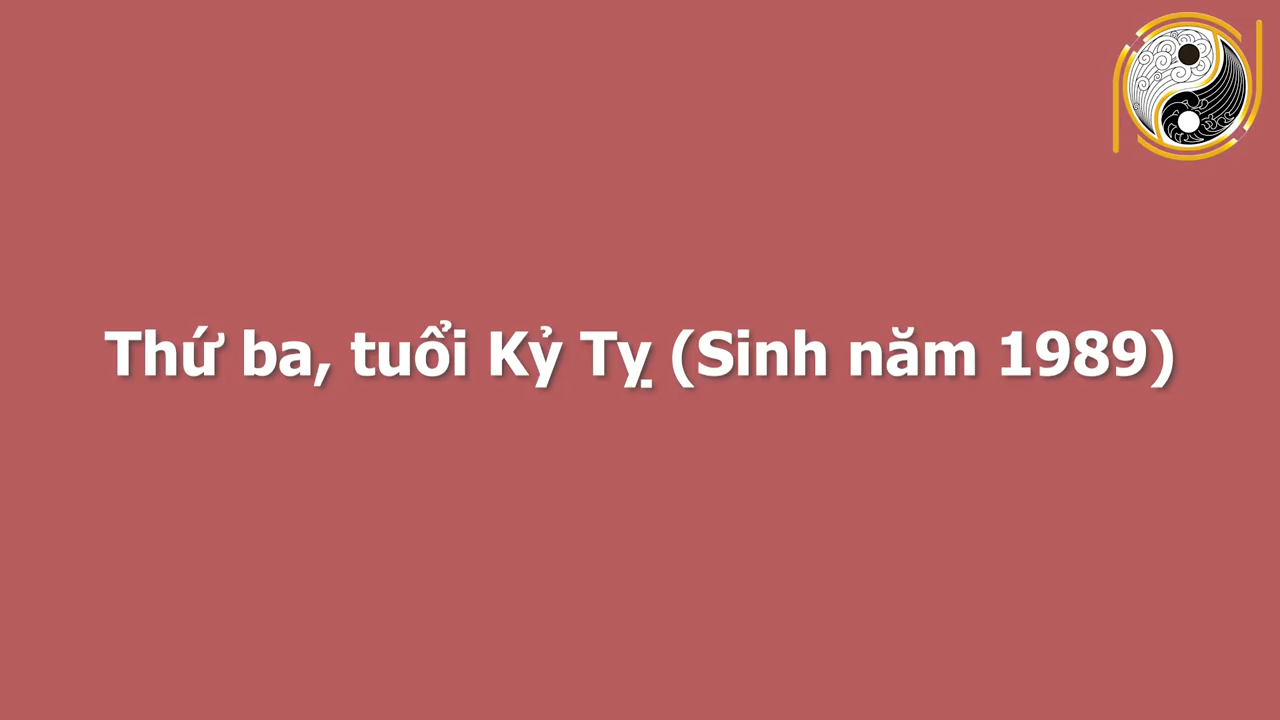 Thứ ba, tuổi Kỷ Tỵ (Sinh năm 1989)